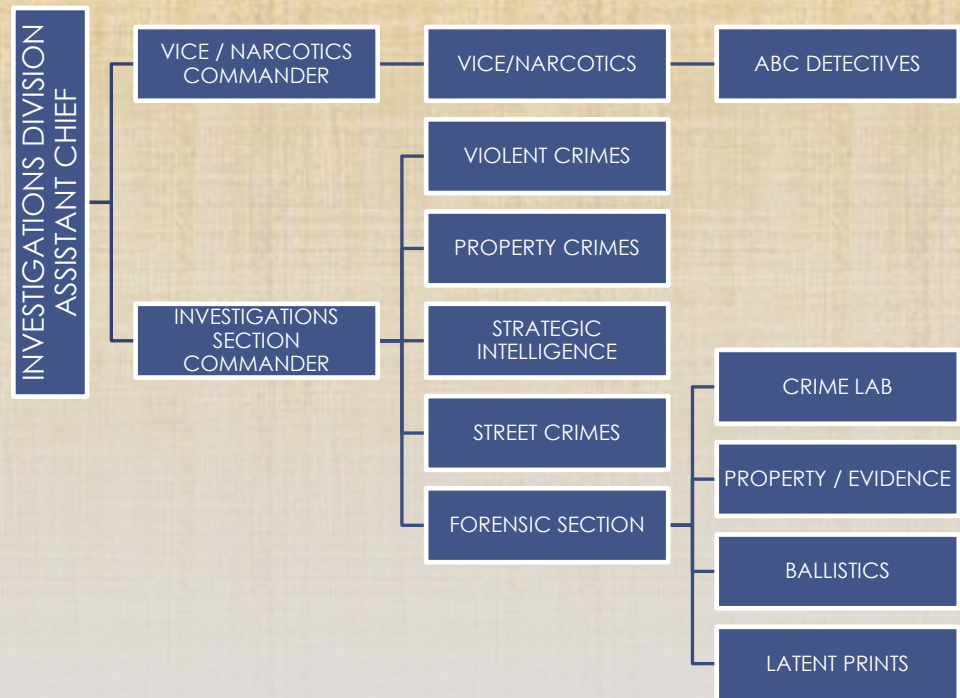 INVESTIGATIONS DIVISION
ASSISTANT CHIEF
VICE / NARCOTICS
COMMANDER
VICE/NARCOTICS
ABC DETECTIVES
INVESTIGATIONS
SECTION
COMMANDER
VIOLENT CRIMES
PROPERTY CRIMES
STRATEGIC
INTELLIGENCE
STREET CRIMES
FORENSIC SECTION
CRIME LAB
PROPERTY / EVIDENCE
BALLISTICS
LATENT PRINTS